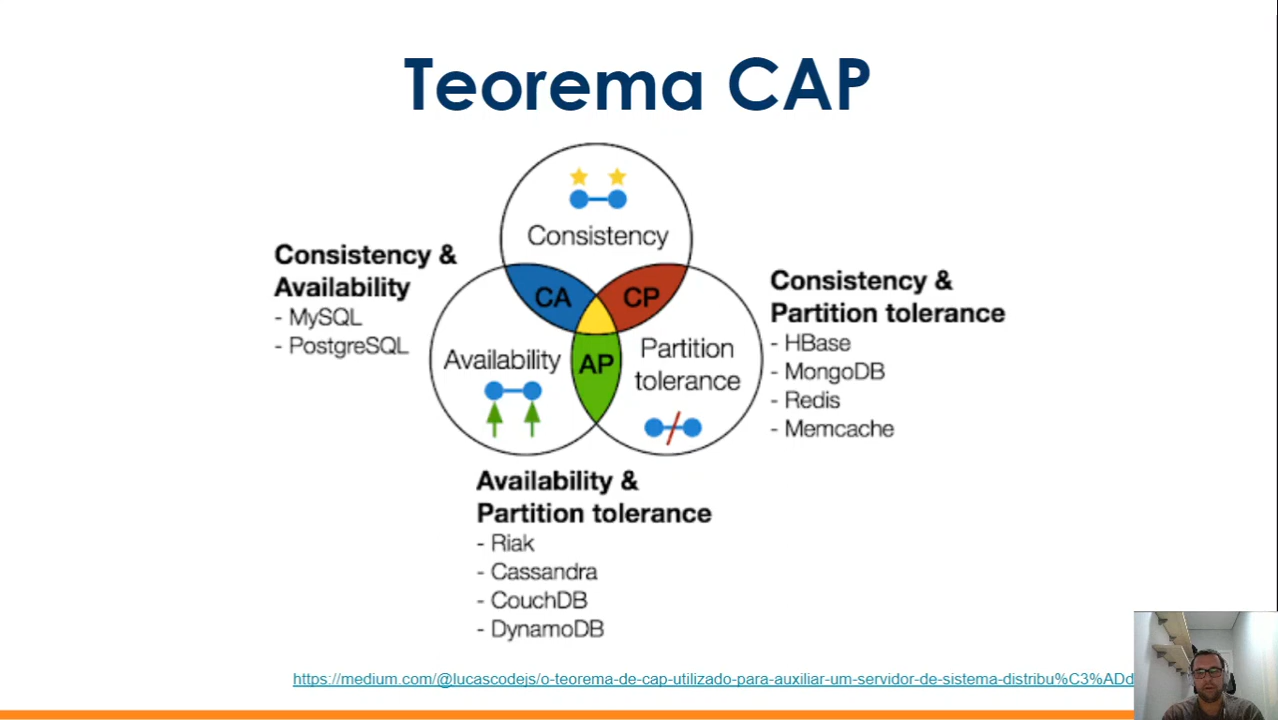 Teorema CAP
Consistency
Consistency &
Availability
- MySQL
- PostgreSQL
CA
CP
AP
Availability
Partition
tolerance
Consistency &
Partition tolerance
- HBase
- MongoDB
- Redis
- Memcache
Availability &
Partition tolerance
- Riak
- Cassandra
- CouchDB
- DynamoDB
https://medium.com/@lucascodejs/o-teorema-de-cap-utilizado-para-auxiliar-um-servidor-de-sistema-distribu%C3%ADd